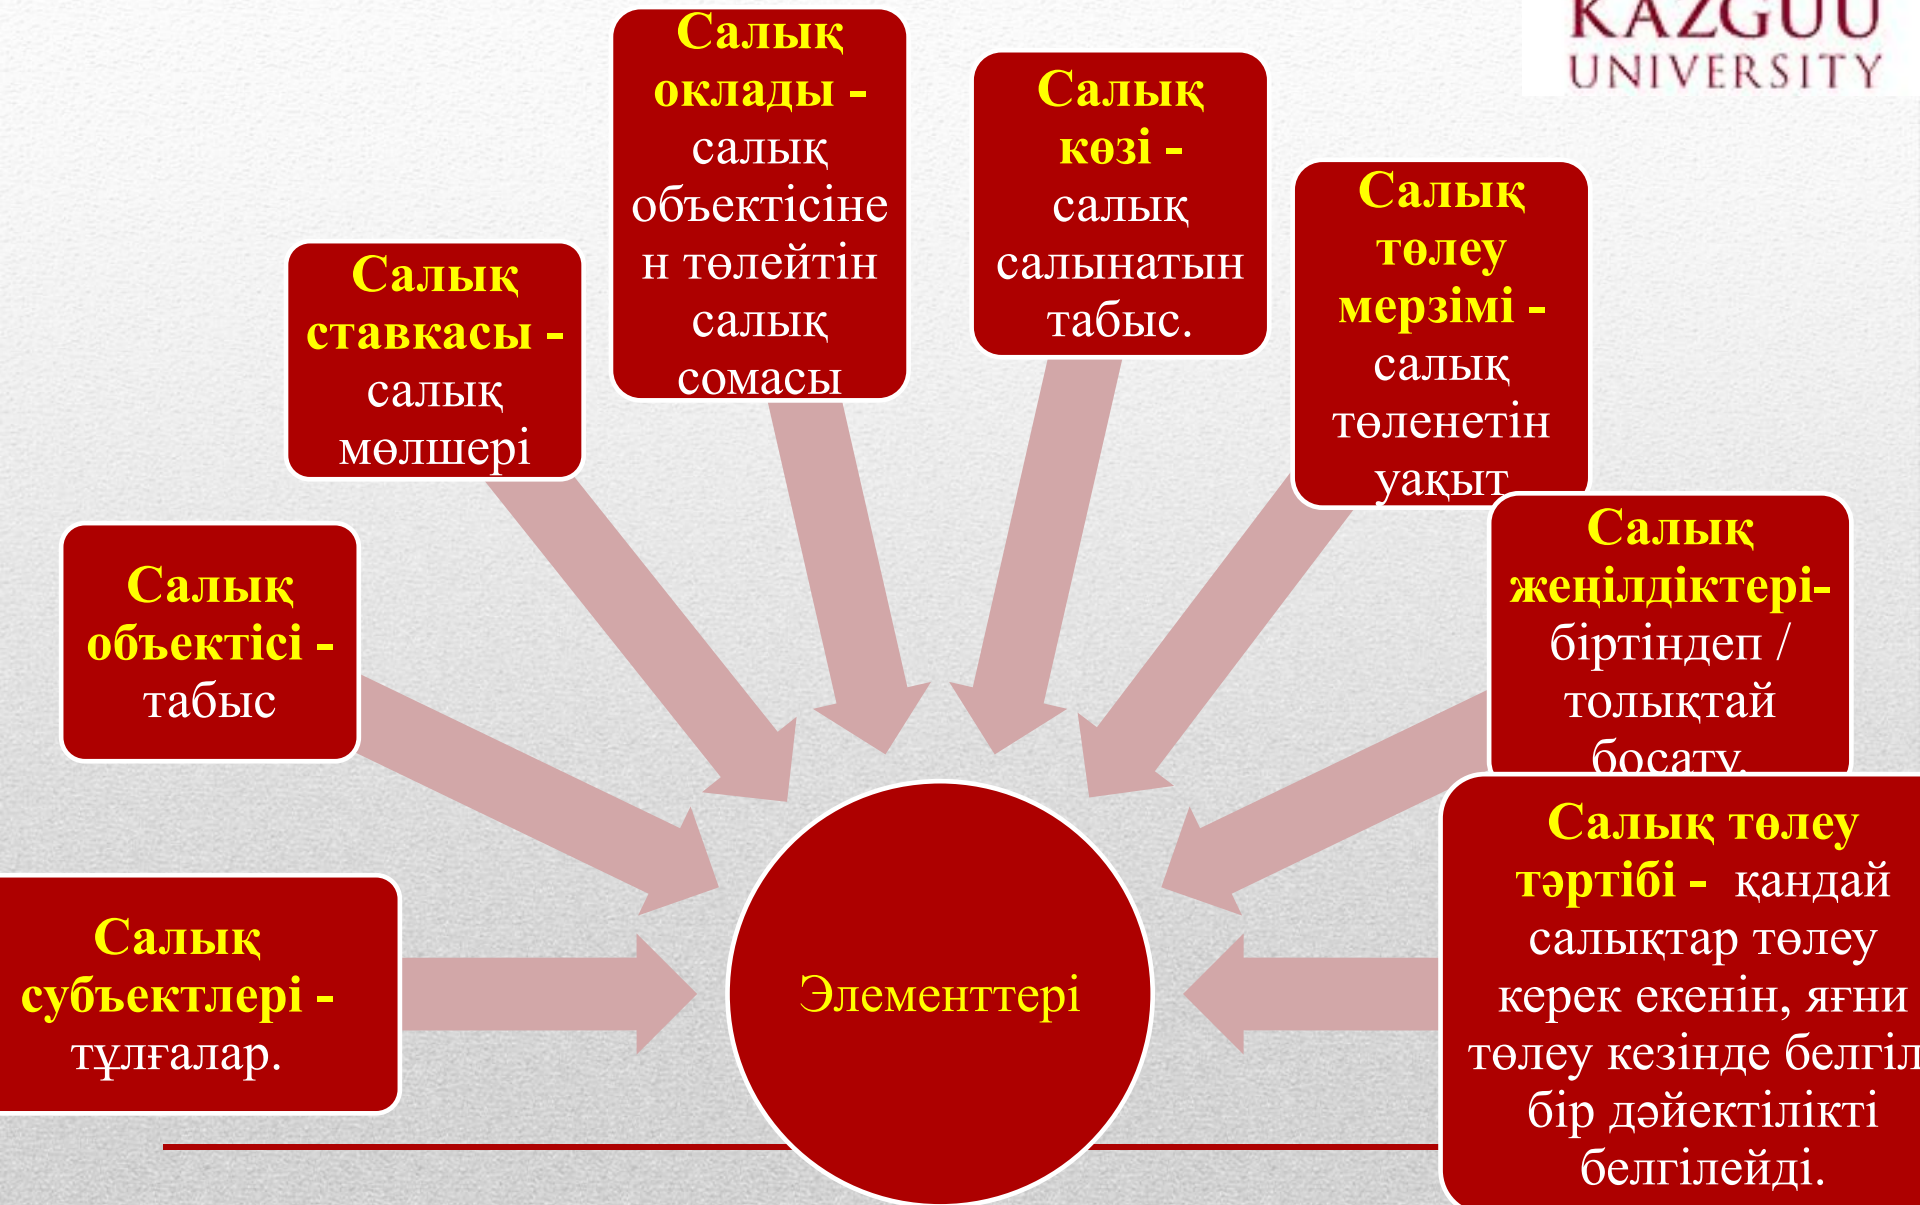 KAZGUU
UNIVERSITY
Салық
субъектлері -
тұлғалар.
Салық
объектісі -
табыс
Салық
ставкасы -
салық
мөлшері
Салық
оклады -
салық
объектісіне
н төлейтін
салық
сомасы
Салық
көзі -
салық
салынатын
табыс.
Салық
төлеу
мерзімі -
салық
төленетін
уақыт
Салық
жеңілдіктері-
біртіндеп /
толықтай
босату.
Салық төлеу
тәртібі - қандай
салықтар төлеу
керек екенін, яғни
төлеу кезінде белгіл
бір дәйектілікті
белгілейді.
Элементтері